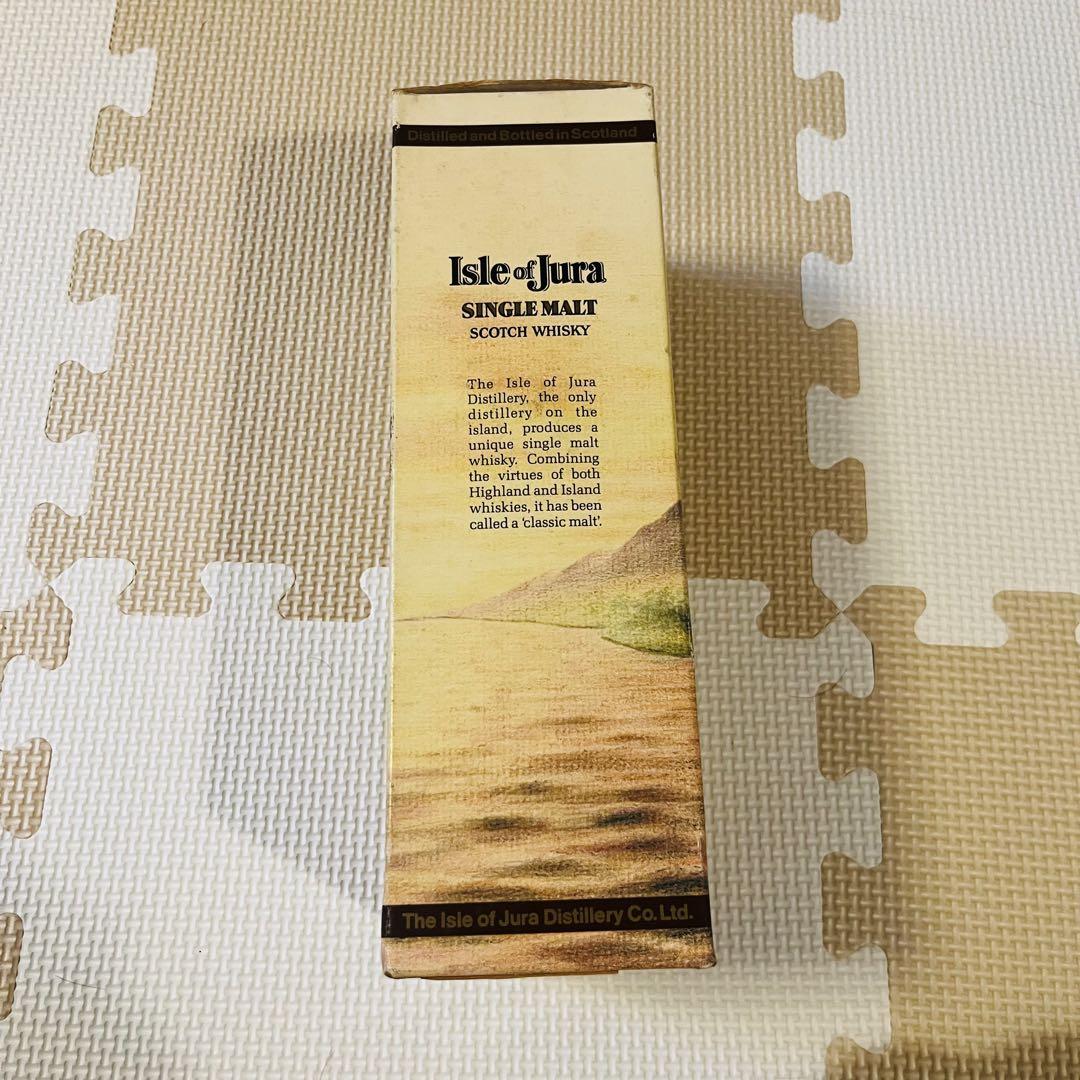 Distilled and Bottled in Scotland
Isle of Jura
SINGLE MALT
SCOTCH WHISKY
The Isle of Jura
Distillery, the only
distillery on the
island, produces a
unique single malt
whisky. Combining
the virtues of both
Highland and Island
whiskies, it has been
called a 'classic malt'.
The Isle of Jura Distillery Co. Ltd.